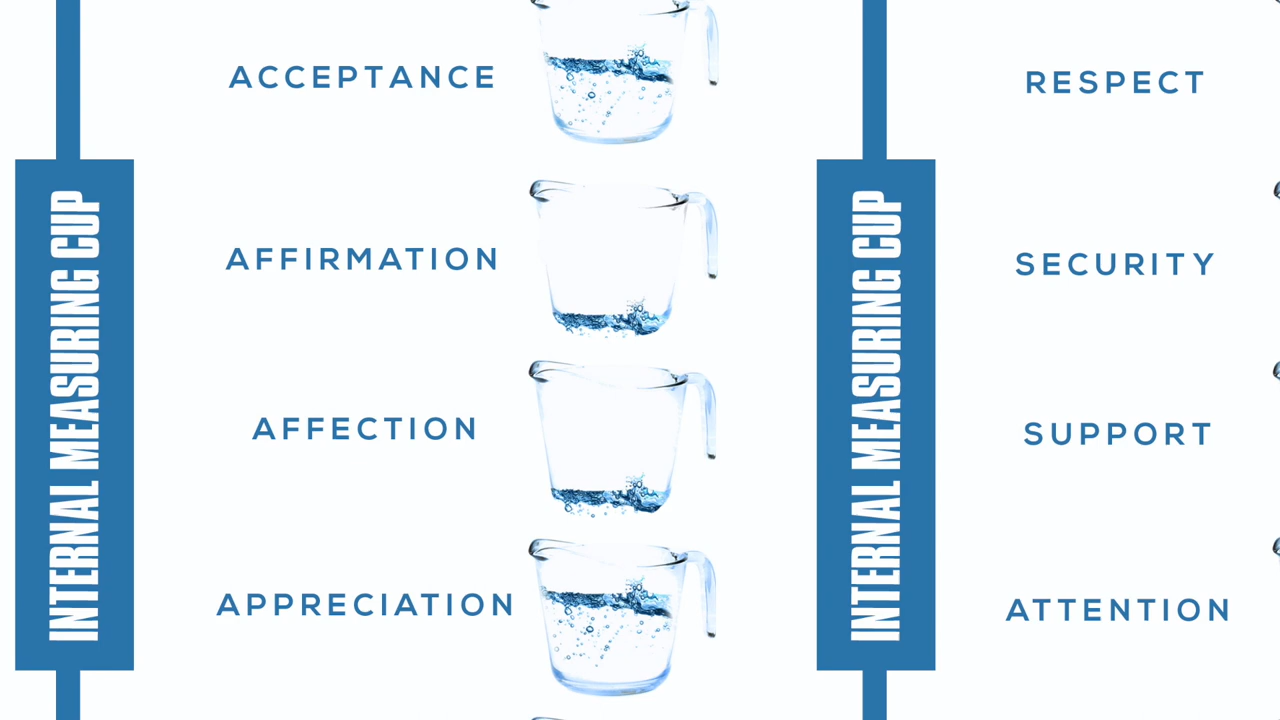 INTERNAL MEASURING CUP
ACCEPTANCE
AFFIRMATION
AFFECTION
APPRECIATION
INTERNAL MEASURING CUP
RESPECT
SECURITY
SUPPORT
ATTENTION